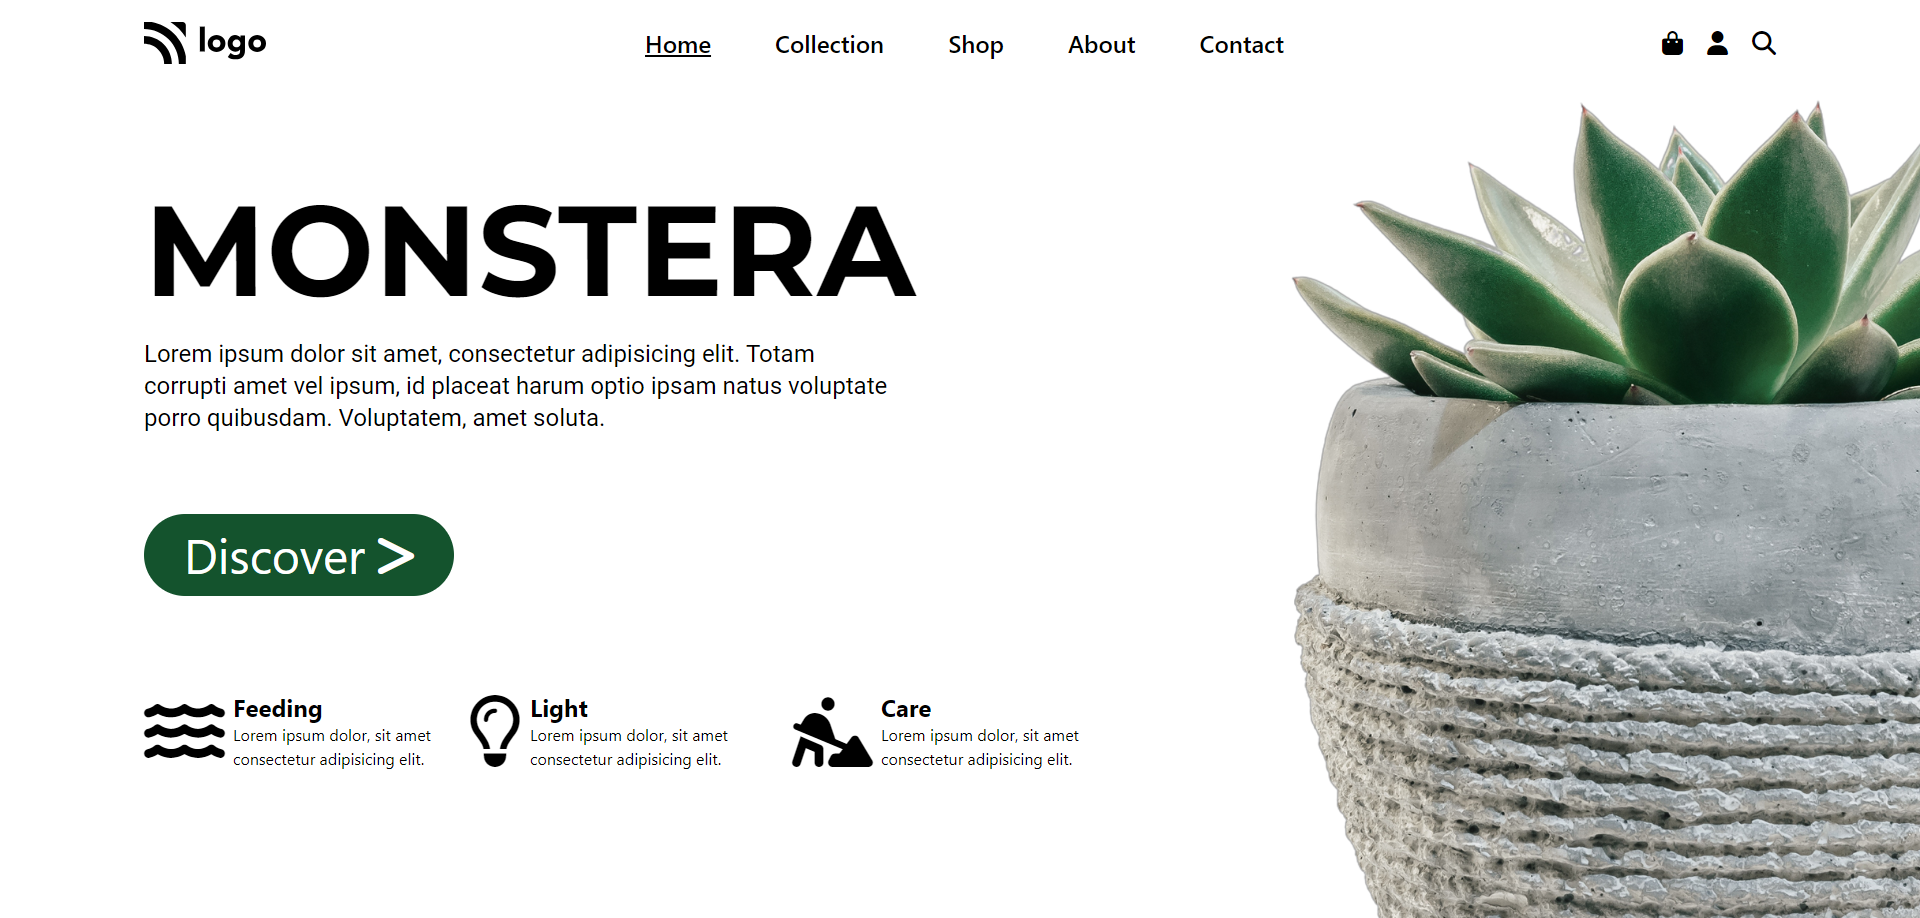 logo
Home Collection Shop About Contact
MONSTERA
Lorem ipsum dolor sit amet, consectetur adipisicing elit. Totam
corrupti amet vel ipsum, id placeat harum optio ipsam natus voluptate
porro quibusdam. Voluptatem, amet soluta.
Discover >
Feeding
Lorem ipsum dolor, sit amet
consectetur adipisicing elit.
Light
Lorem ipsum dolor, sit amet
consectetur adipisicing elit.
Care
Lorem ipsum dolor, sit amet
consectetur adipisicing elit.